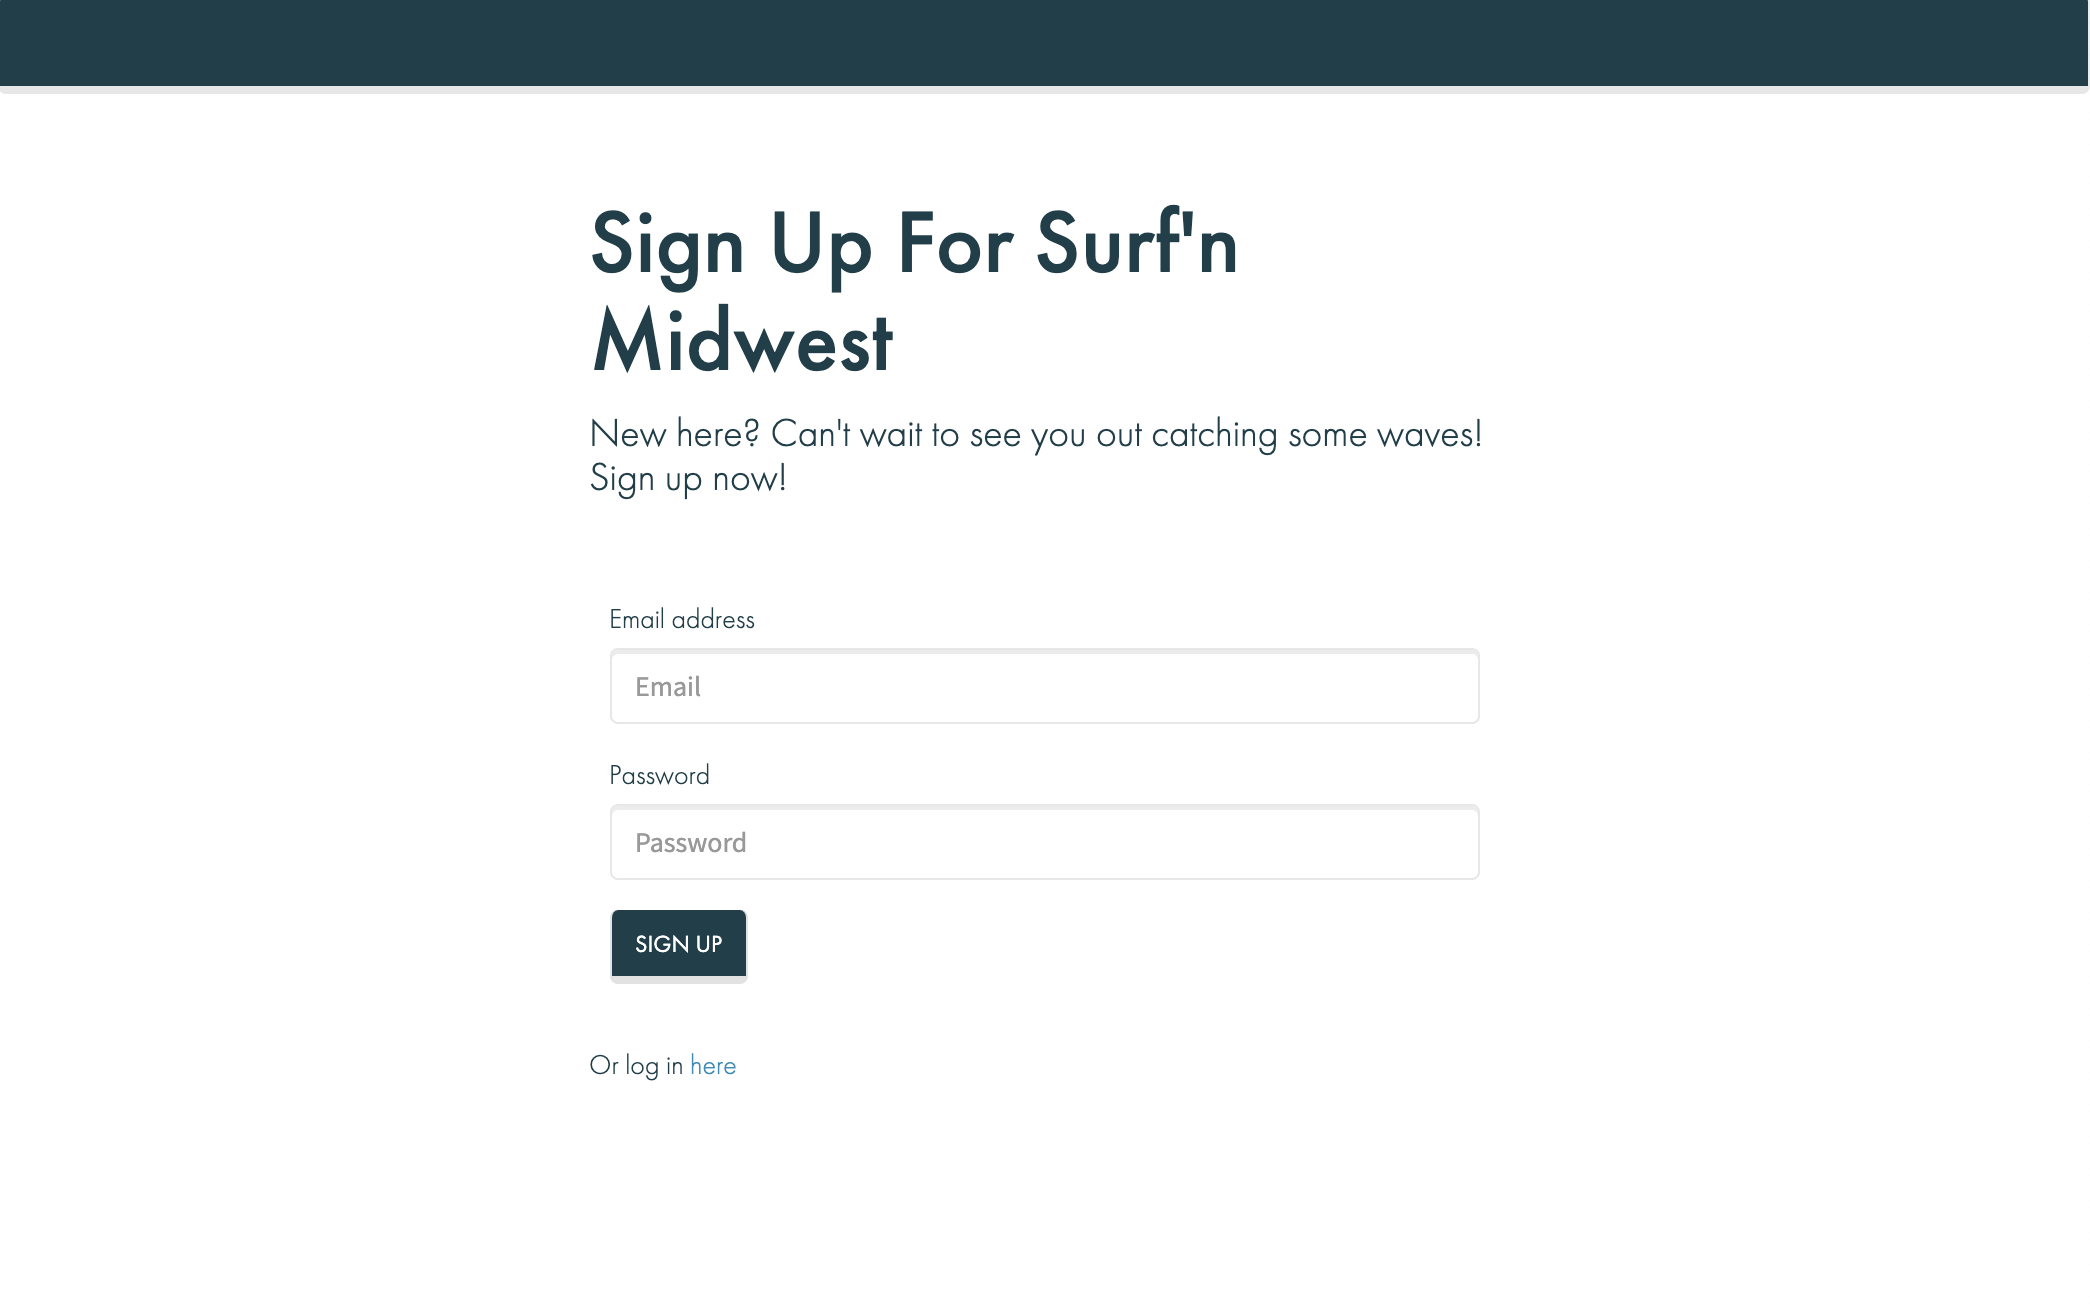 Sign Up For Surf'n
Midwest
New here? Can't wait to see you out catching some waves!
Sign up now!
Email address
Email
Password
Password
SIGN UP
Or log in here